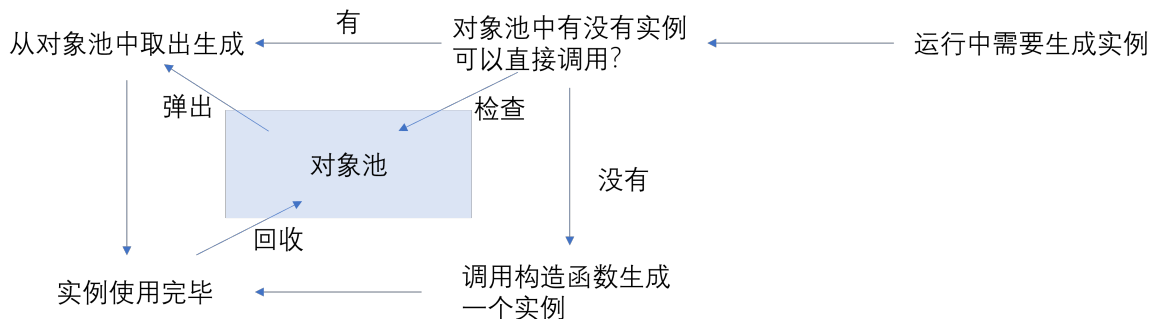 有
从对象池中取出生成
对象池中有没有实例
可以直接调用?
运行中需要生成实例
弹出
检查
对象池
没有
回收
实例使用完毕
调用构造函数生成
一个实例